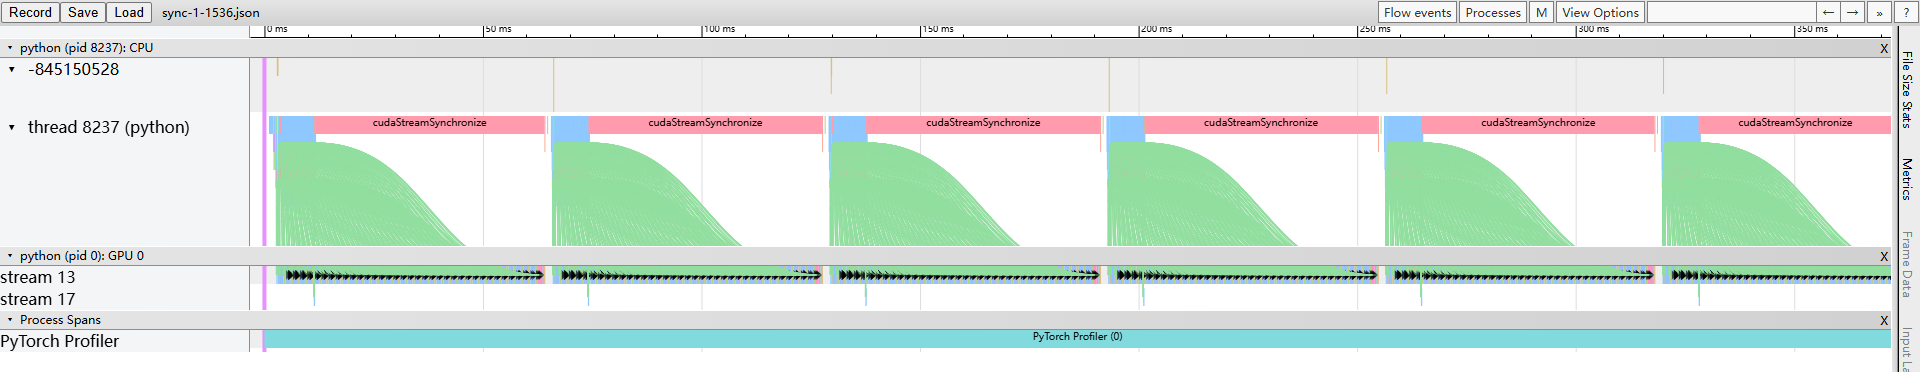 Record Save Load sync-1-1536.json Flow events Processes M View Options ← → » ?
0 ms 50 ms 100 ms 150 ms 200 ms 250 ms 300 ms 350 ms
▾ python (pid 8237): CPU X
▾ -845150528
▾ thread 8237 (python) cudaStreamSynchronize cudaStreamSynchronize cudaStreamSynchronize cudaStreamSynchronize cudaStreamSynchronize cudaStreamSynchronize
▾ python (pid 0): GPU 0 X
stream 13
stream 17
▾ Process Spans X
PyTorch Profiler PyTorch Profiler (0)
File Size Stats
Metrics
Frame Data